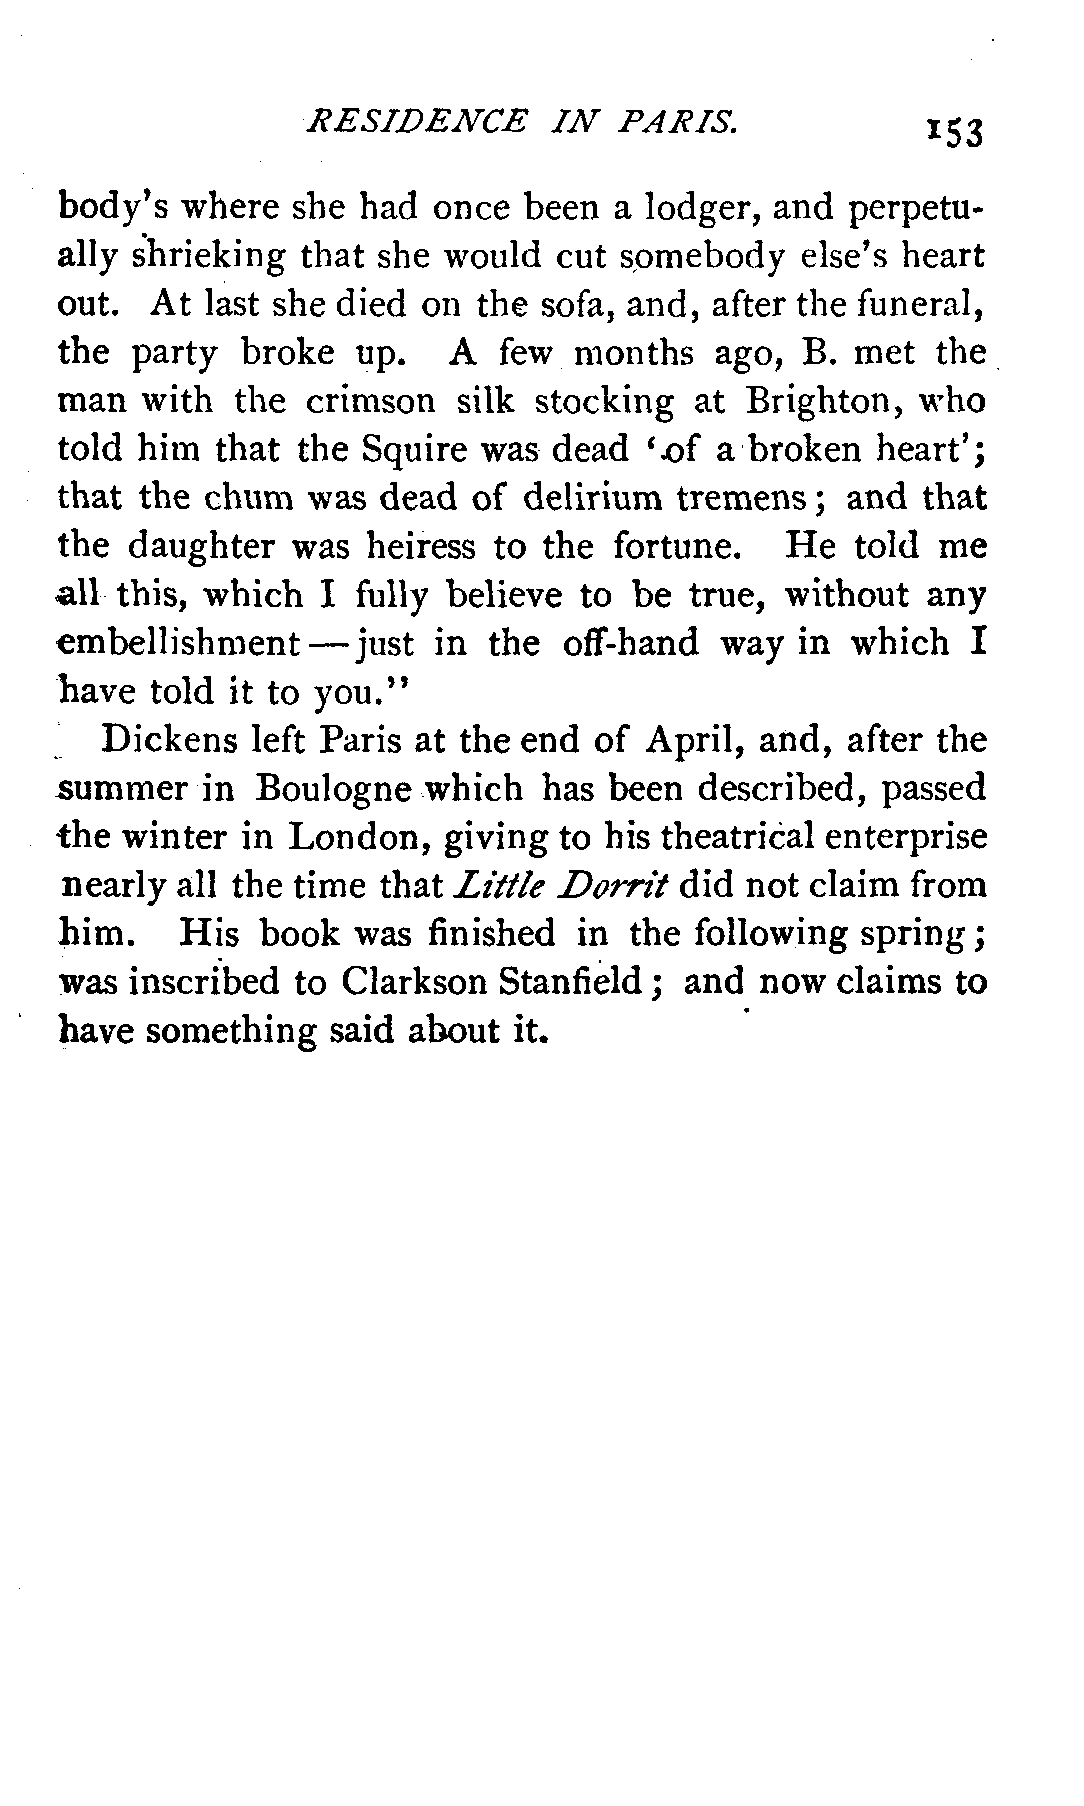 RESIDENCE IN PARIS. 153
body's where she had once been a lodger, and perpetu-
ally shrieking that she would cut somebody else's heart
out. At last she died on the sofa, and, after the funeral,
the party broke up. A few months ago, B. met the
man with the crimson silk stocking at Brighton, who
told him that the Squire was dead 'of a broken heart';
that the chum was dead of delirium tremens; and that
the daughter was heiress to the fortune. He told me
all this, which I fully believe to be true, without any
embellishment—just in the off-hand way in which I
have told it to you."
Dickens left Paris at the end of April, and, after the
summer in Boulogne which has been described, passed
the winter in London, giving to his theatrical enterprise
nearly all the time that Little Dorrit did not claim from
him. His book was finished in the following spring;
was inscribed to Clarkson Stanfield; and now claims to
have something said about it.